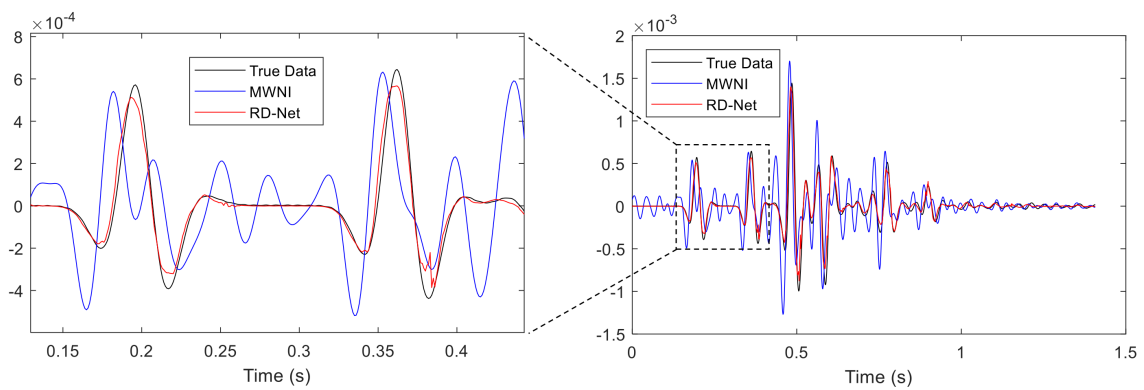 ×10-4
8
6
4
2
0
-2
-4
0.15 0.2 0.25 0.3 0.35 0.4
Time (s)
True Data
MWNI
RD-Net
×10-3
2
1.5
1
0.5
0
-0.5
-1
-1.5
0 0.5 1 1.5
Time (s)
True Data
MWNI
RD-Net